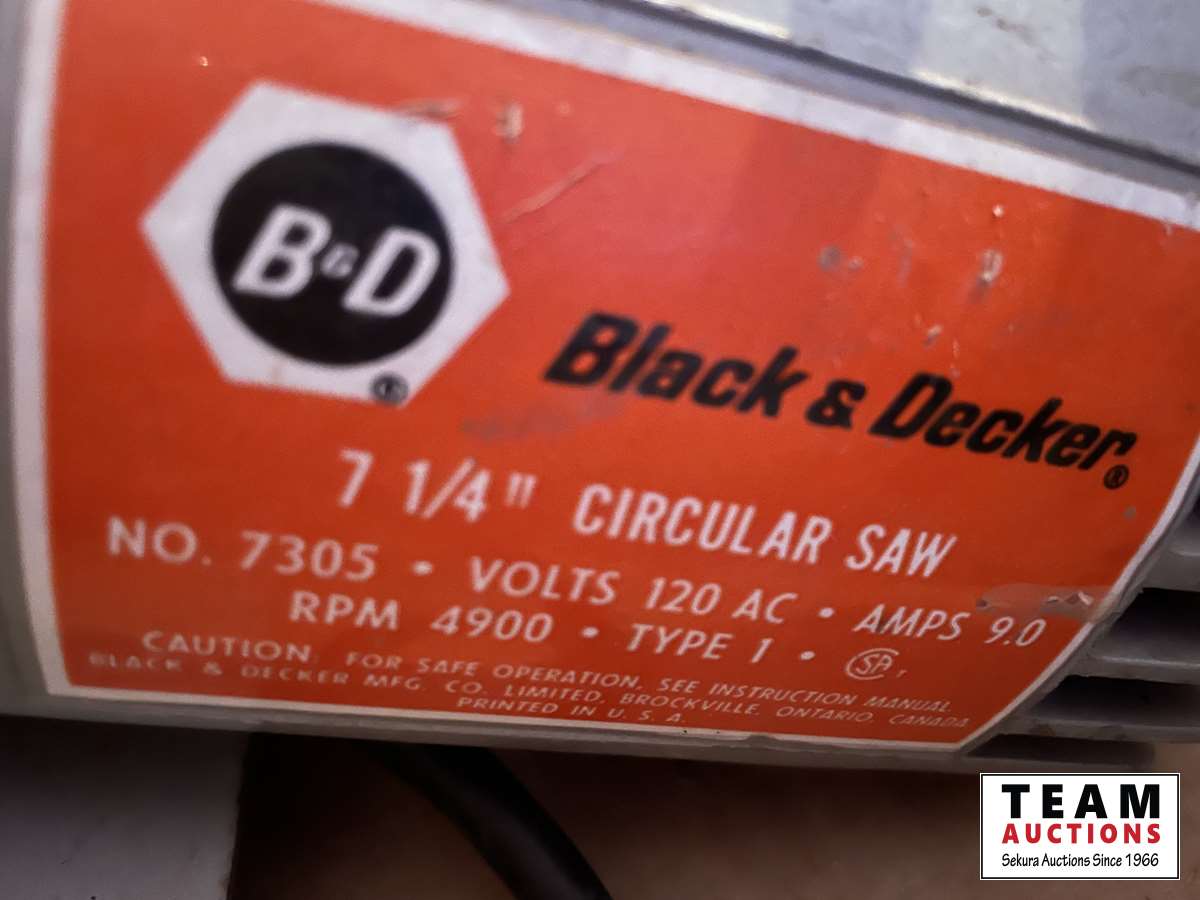 B&D
®
Black & Decker®
7 1/4" CIRCULAR SAW
NO. 7305 • VOLTS 120 AC • AMPS 9.0
RPM 4900 • TYPE 1 • SA
CAUTION: FOR SAFE OPERATION, SEE INSTRUCTION MANUAL
BLACK & DECKER MFG. CO. LIMITED, BROCKVILLE, ONTARIO, CANADA
PRINTED IN U.S.A.
TEAM
AUCTIONS
Sekura Auctions Since 1966